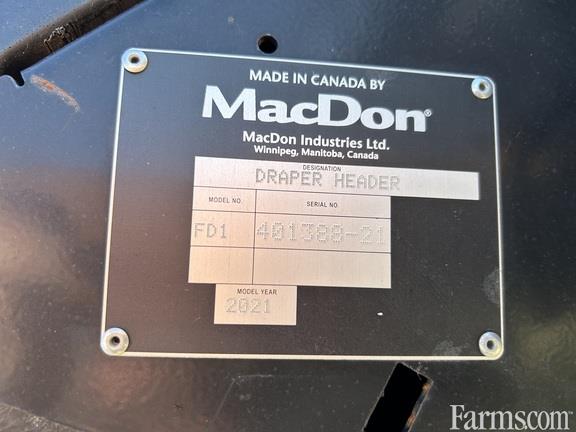 MADE IN CANADA BY
MacDon®
MacDon Industries Ltd.
Winnipeg, Manitoba, Canada
DESIGNATION
DRAPER HEADER
MODEL NO.
SERIAL NO.
FD1
401388-21
MODEL YEAR
2021
Farms.com